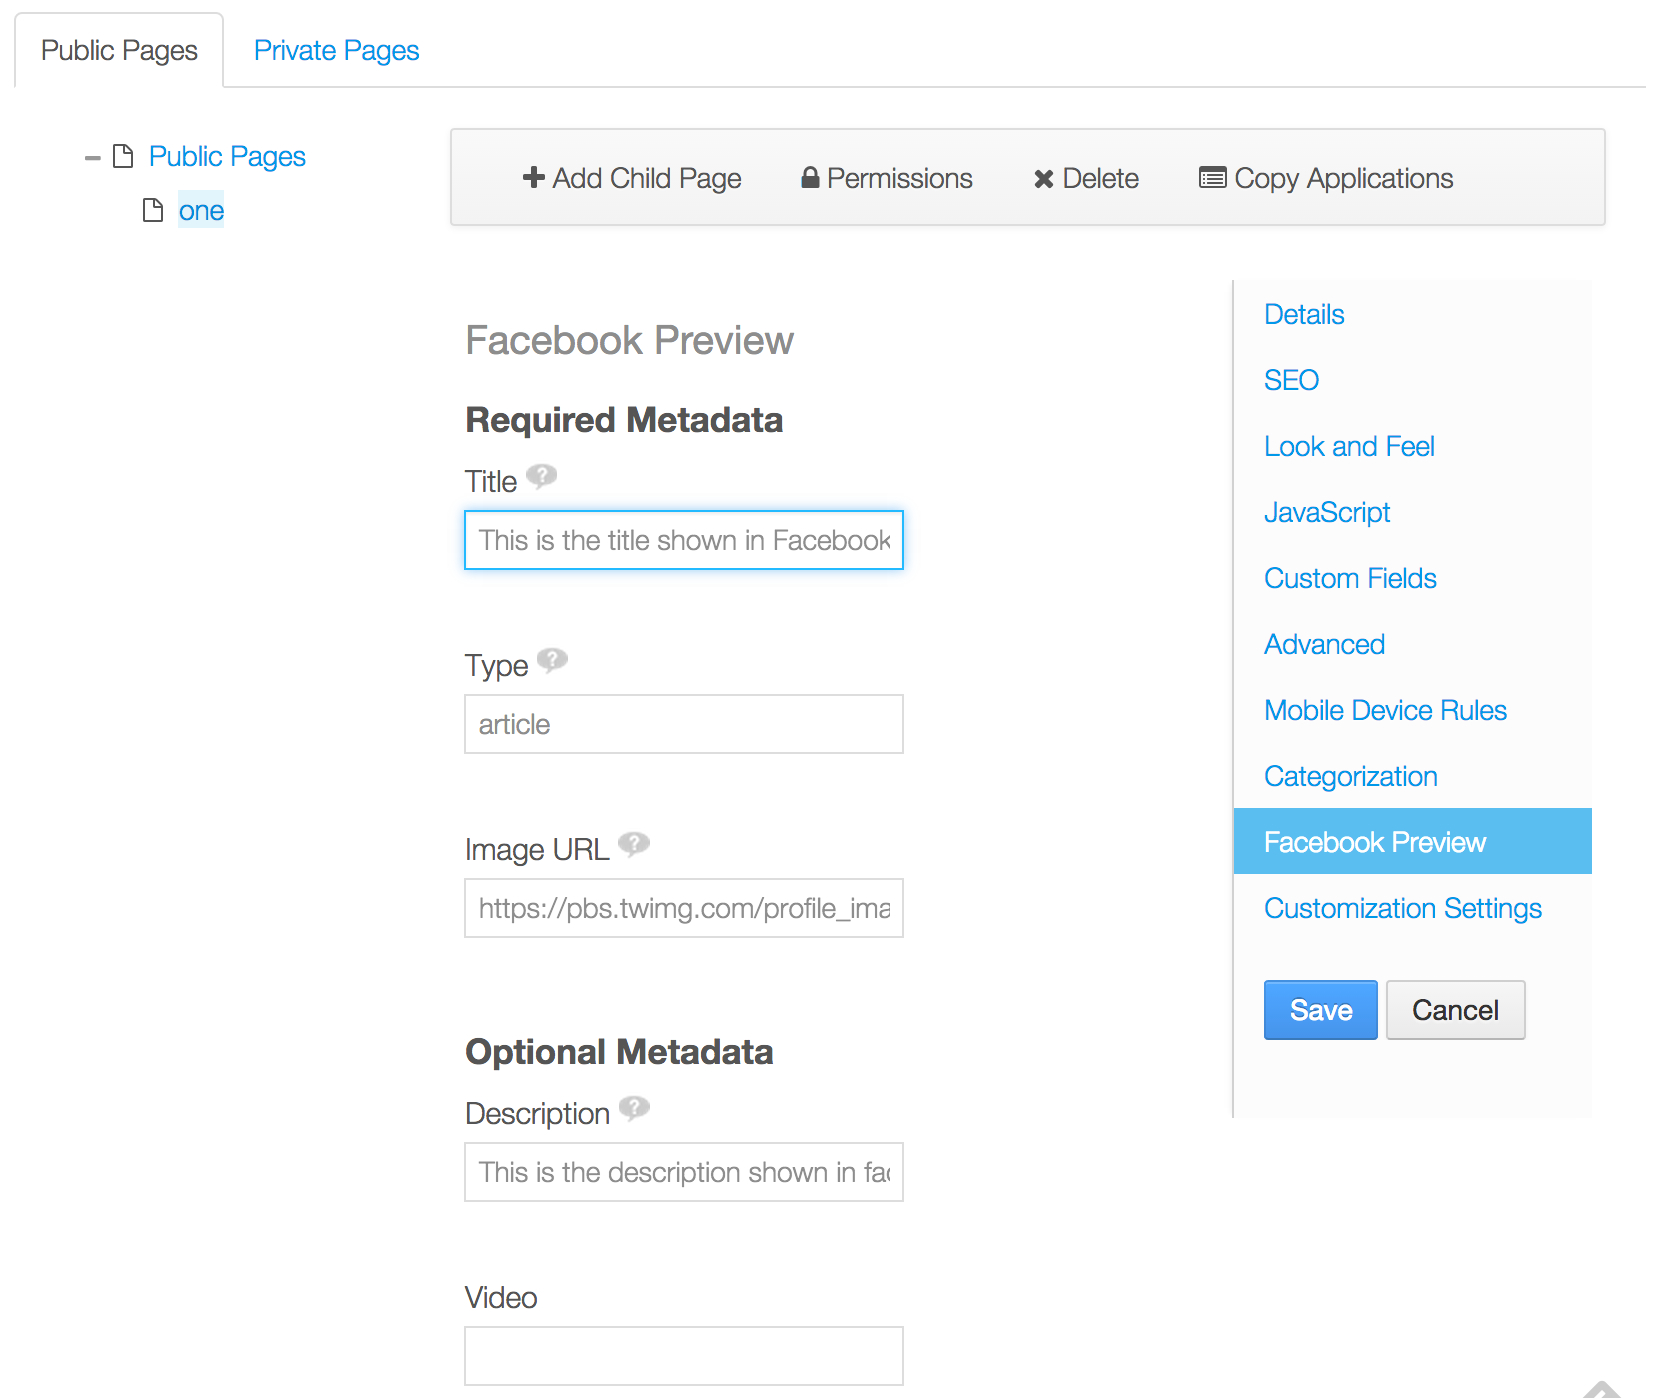 Public Pages
Private Pages
Public Pages
one
Add Child Page
Permissions
Delete
Copy Applications
Facebook Preview
Required Metadata
Title
This is the title shown in Facebook
Type
article
Image URL
https://pbs.twimg.com/profile_ima
Optional Metadata
Description
This is the description shown in fac
Video
Details
SEO
Look and Feel
JavaScript
Custom Fields
Advanced
Mobile Device Rules
Categorization
Facebook Preview
Customization Settings
Save
Cancel